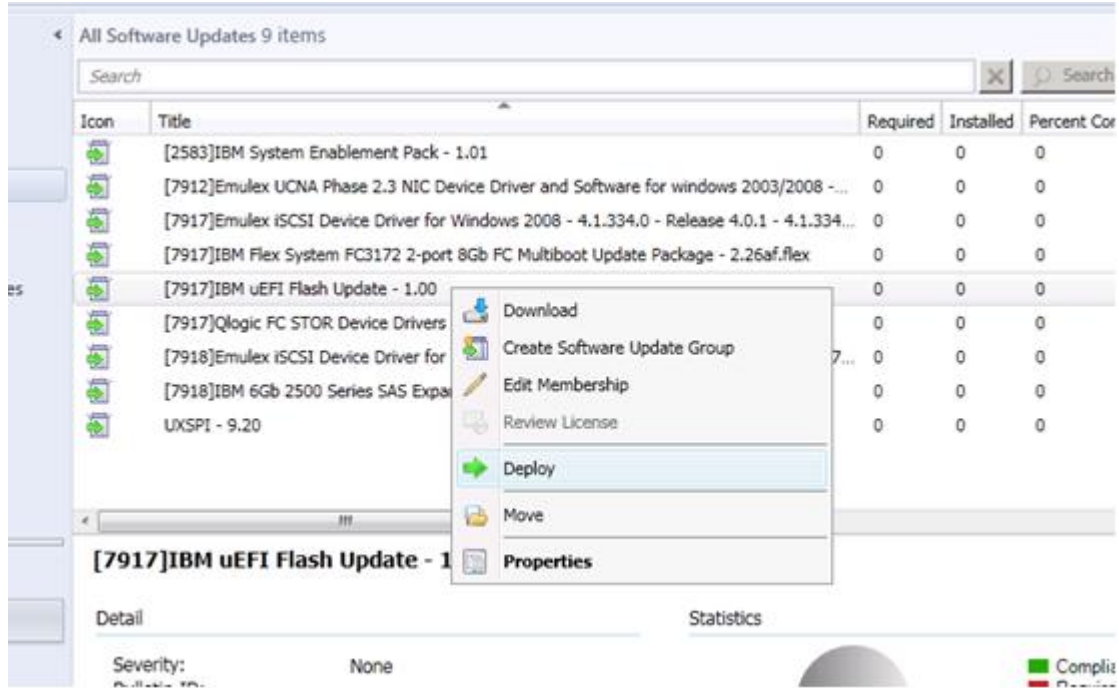 All Software Updates 9 items
Search
Search
Icon Title Required Installed Percent Co
[2583]IBM System Enablement Pack - 1.01 0 0 0
[7912]Emulex UCNA Phase 2.3 NIC Device Driver and Software for windows 2003/2008 -... 0 0 0
[7917]Emulex iSCSI Device Driver for Windows 2008 - 4.1.334.0 - Release 4.0.1 - 4.1.334... 0 0 0
[7917]IBM Flex System FC3172 2-port 8Gb FC Multiboot Update Package - 2.26af.flex 0 0 0
es
[7917]IBM uEFI Flash Update - 1.00 0 0 0
[7917]Qlogic FC STOR Device Drivers 0 0 0
[7918]Emulex iSCSI Device Driver for 7... 0 0 0
[7918]IBM 6Gb 2500 Series SAS Expa 0 0 0
UXSPI - 9.20 0 0 0
Download
Create Software Update Group
Edit Membership
Review License
Deploy
Move
Properties
[7917]IBM uEFI Flash Update - 1
Detail Statistics
Severity: None Complia
Bulletin ID: